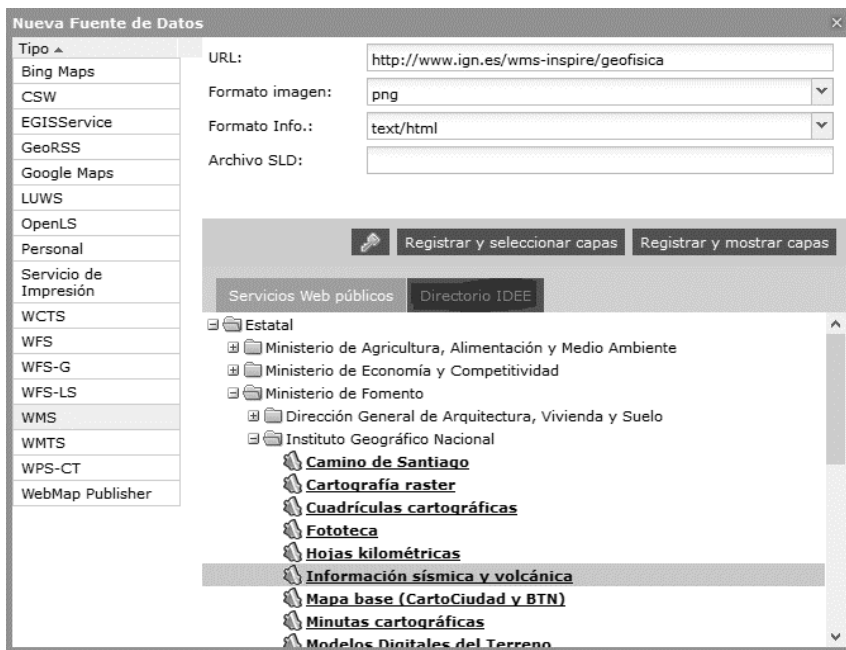 Nueva Fuente de Datos
Tipo
Bing Maps
CSW
EGISService
GeoRSS
Google Maps
LUWS
OpenLS
Personal
Servicio de
Impresión
WCTS
WFS
WFS-G
WFS-LS
WMS
WMTS
WPS-CT
WebMap Publisher
URL:
http://www.ign.es/wms-inspire/geofisica
Formato imagen:
png
Formato Info.:
text/html
Archivo SLD:
Registrar y seleccionar capas
Registrar y mostrar capas
Servicios Web públicos
Directorio IDEE
Estatal
Ministerio de Agricultura, Alimentación y Medio Ambiente
Ministerio de Economía y Competitividad
Ministerio de Fomento
Dirección General de Arquitectura, Vivienda y Suelo
Instituto Geográfico Nacional
Camino de Santiago
Cartografía raster
Cuadrículas cartográficas
Fototeca
Hojas kilométricas
Información sísmica y volcánica
Mapa base (CartoCiudad y BTN)
Minutas cartográficas
Modelos Digitales del Terreno